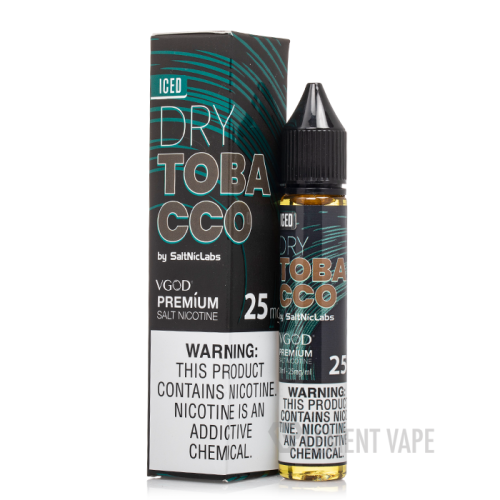 ICED
DRY
TOBA
CCO
by SaltNicLabs
VGOD
PREMIUM
SALT NICOTINE
25 mg
WARNING:
THIS PRODUCT
CONTAINS NICOTINE.
NICOTINE IS AN
ADDICTIVE
CHEMICAL.
ICED
DRY
TOBA
CCO
by SaltNicLabs
VGOD
PREMIUM
25
WARNING:
THIS PRODUCT
NICOTINE.
NICOTINE IS
AN ADDICTIVE
CHEMICAL.
VAPE